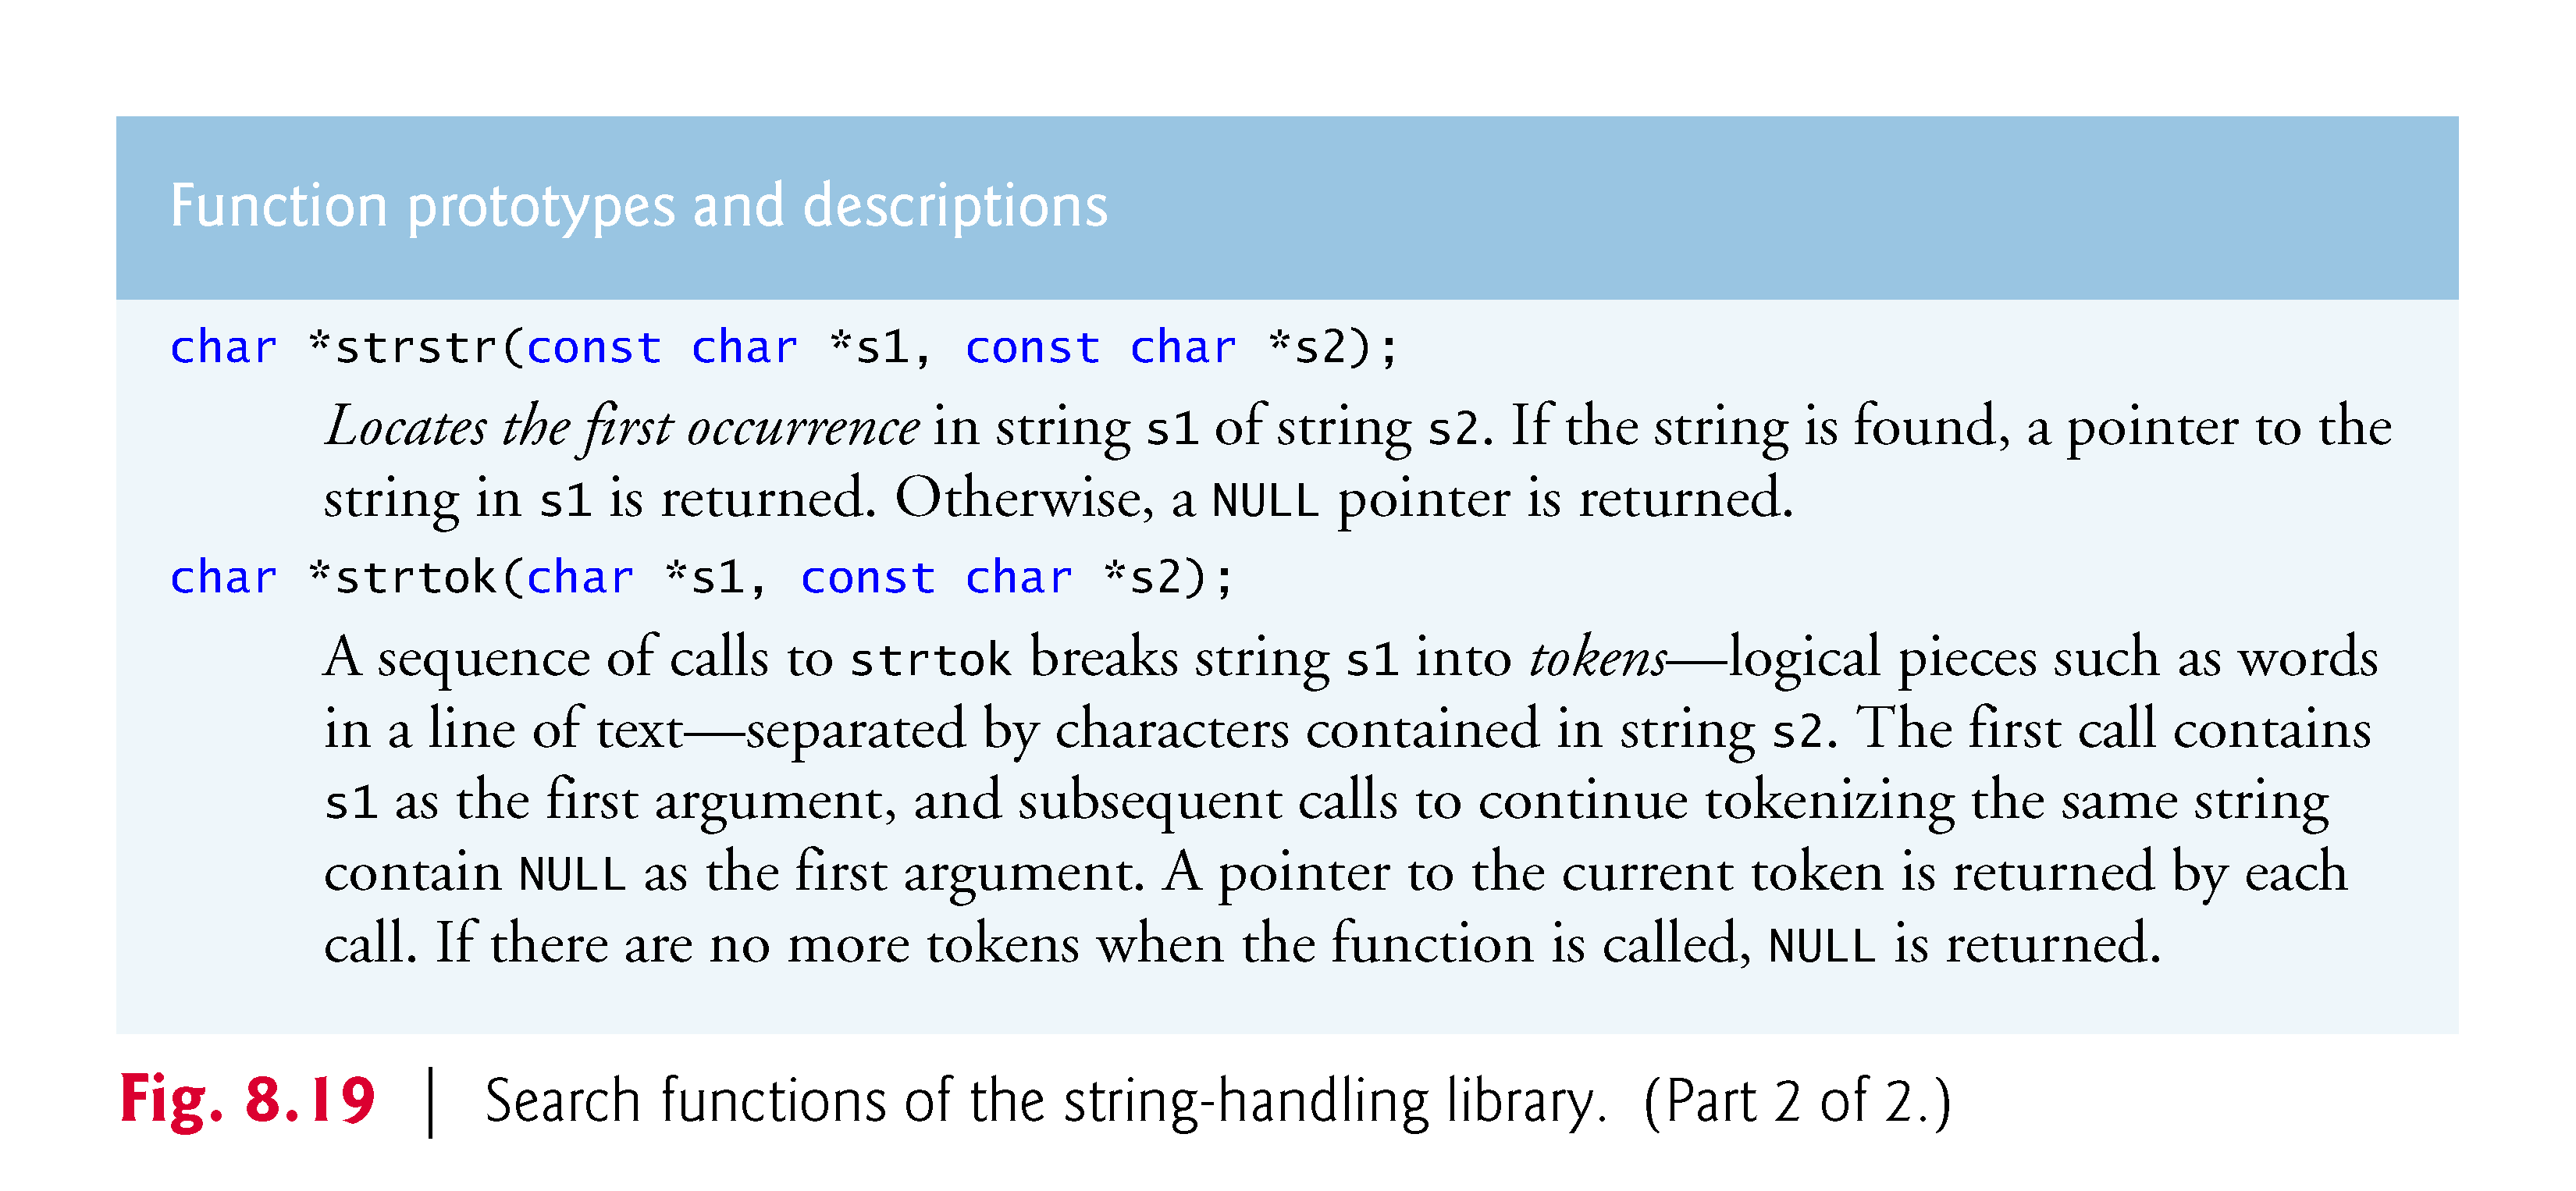 Function prototypes and descriptions
char *strstr(const char *s1, const char *s2);
Locates the first occurrence in string s1 of string s2. If the string is found, a pointer to the
string in s1 is returned. Otherwise, a NULL pointer is returned.
char *strtok(char *s1, const char *s2);
A sequence of calls to strtok breaks string s1 into tokens—logical pieces such as words
in a line of text—separated by characters contained in string s2. The first call contains
s1 as the first argument, and subsequent calls to continue tokenizing the same string
contain NULL as the first argument. A pointer to the current token is returned by each
call. If there are no more tokens when the function is called, NULL is returned.
Fig. 8.19 | Search functions of the string-handling library. (Part 2 of 2.)